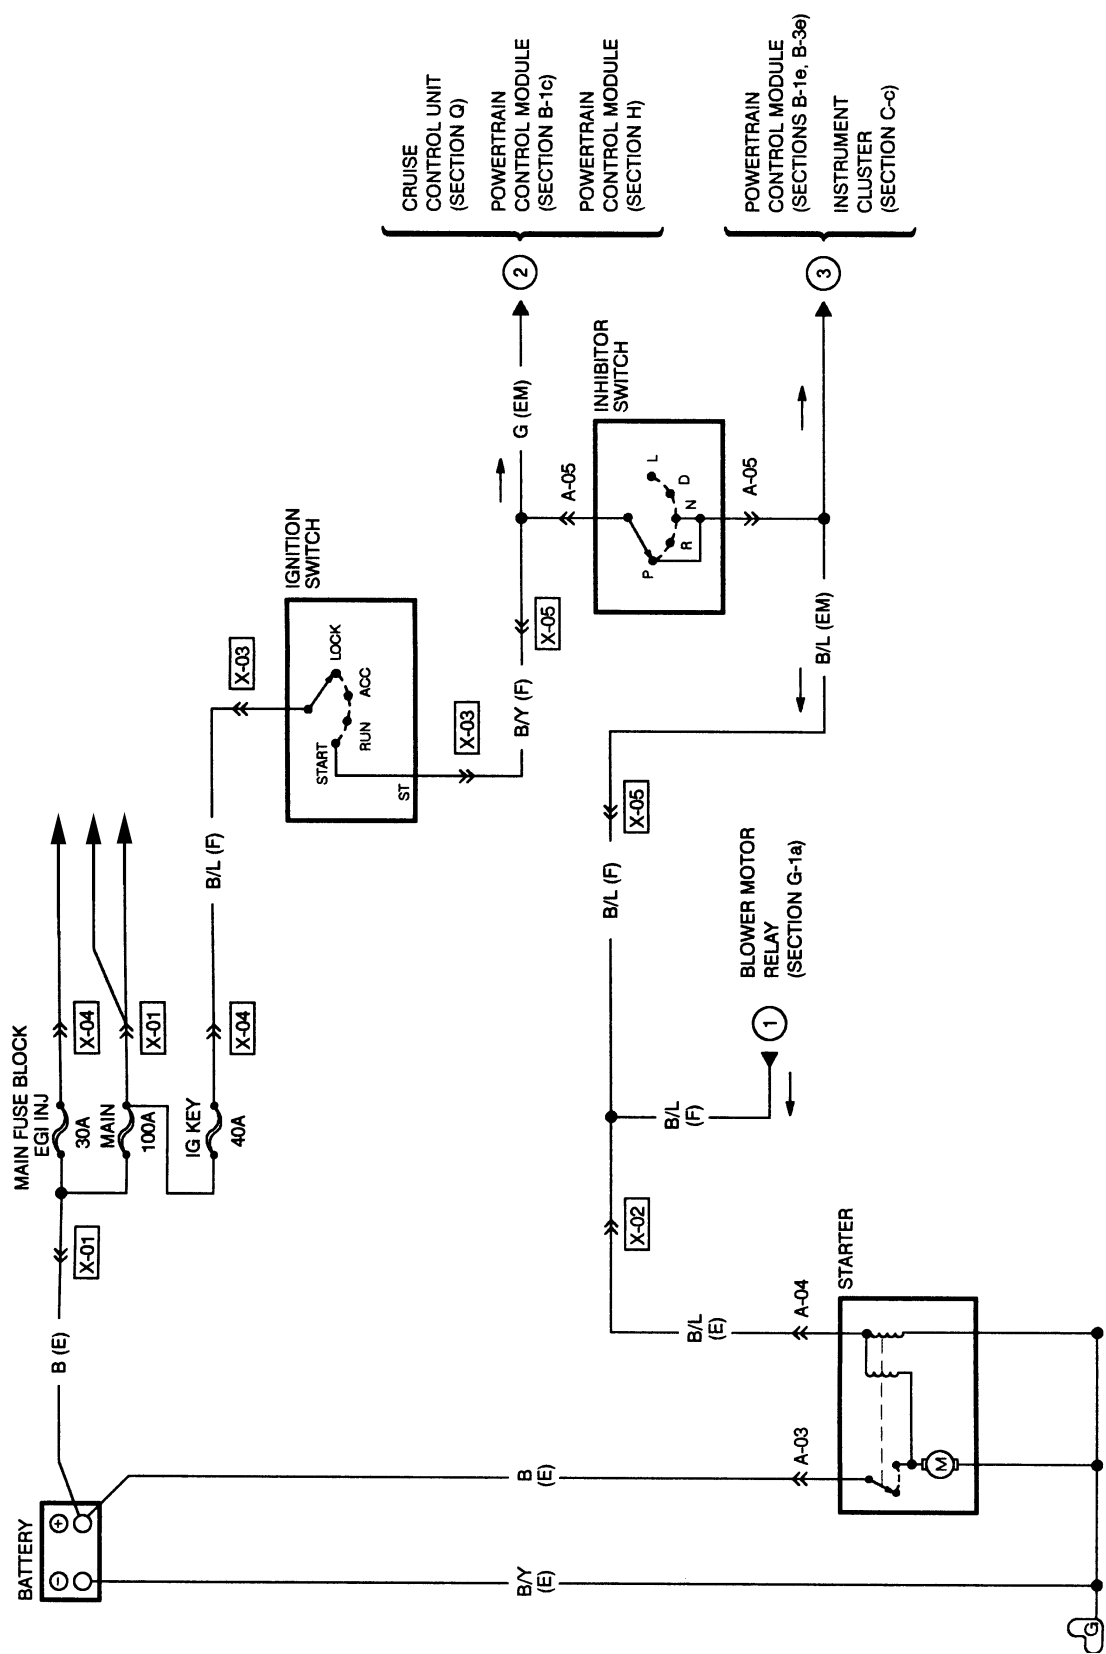 BATTERY
−
+
B (E)
X-01
MAIN FUSE BLOCK
EGI INJ
30A
MAIN
100A
IG KEY
40A
X-04
X-01
X-04
B/L (F)
X-03
IGNITION
SWITCH
LOCK
ACC
RUN
START
ST
X-03
B/Y (F)
X-05
G (EM)
2
CRUISE
CONTROL UNIT
(SECTION Q)
POWERTRAIN
CONTROL MODULE
(SECTION B-1c)
POWERTRAIN
CONTROL MODULE
(SECTION H)
A-05
INHIBITOR
SWITCH
P
R
N
D
L
A-05
3
POWERTRAIN
CONTROL MODULE
(SECTIONS B-1e, B-3e)
INSTRUMENT
CLUSTER
(SECTION C-c)
B/L (EM)
X-05
B/L (F)
B/L
(F)
1
BLOWER MOTOR
RELAY
(SECTION G-1a)
X-02
B/L
(E)
A-04
STARTER
B
(E)
A-03
M
B/Y
(E)
G